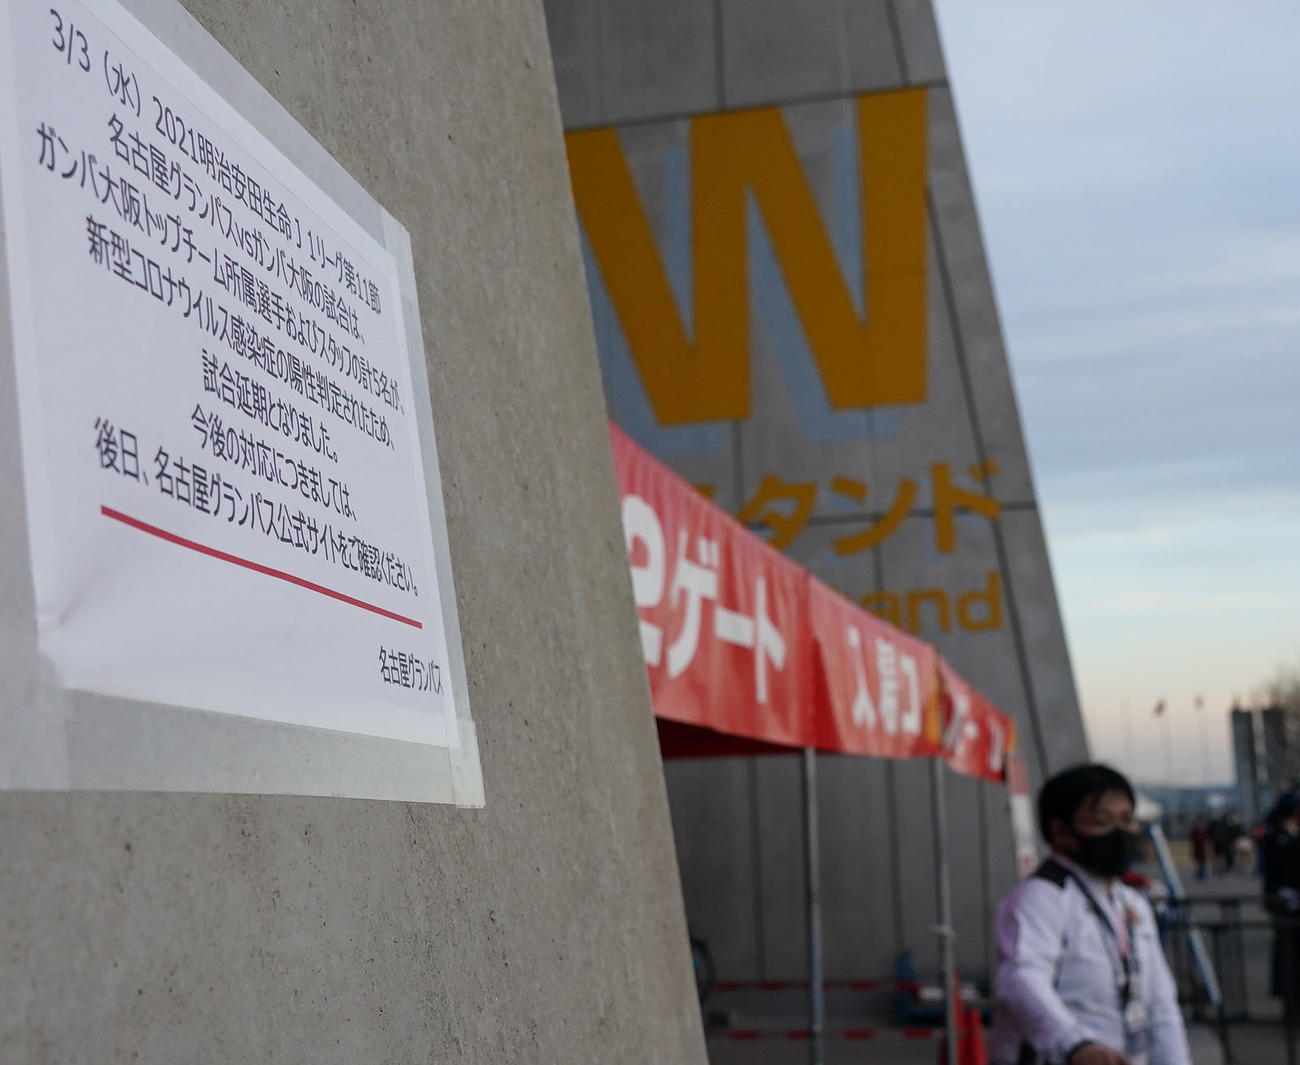 3/3（水）2021明治安田生命Ｊ１リーグ第11節
名古屋グランパスvsガンバ大阪の試合は、
ガンバ大阪トップチーム所属選手およびスタッフの計5名が、
新型コロナウイルス感染症の陽性判定されたため、
試合延期となりました。
今後の対応につきましては、
後日、名古屋グランパス公式サイトをご確認ください。
名古屋グランパス
W
スタンド
and
2ゲート